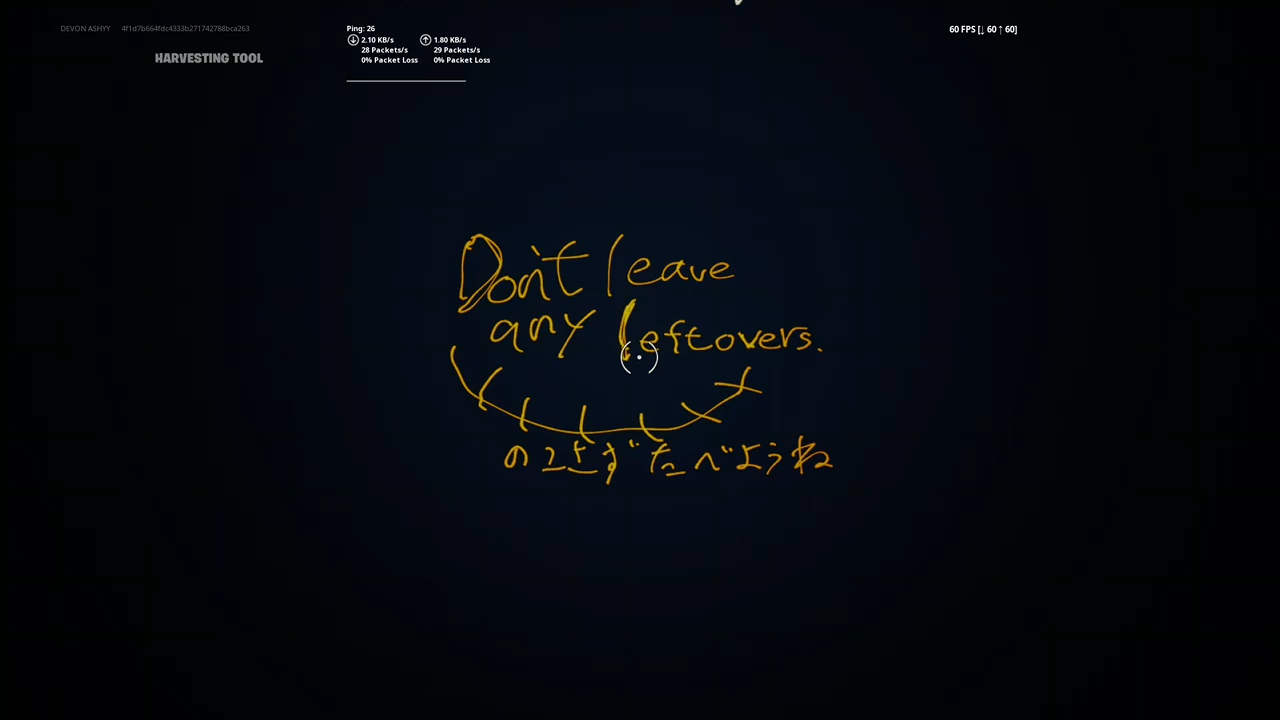 DEVON ASHYY 4f1d7b664fdc4333b271742788bca263
HARVESTING TOOL
Ping: 26
2.10 KB/s 1.80 KB/s
28 Packets/s 29 Packets/s
0% Packet Loss 0% Packet Loss
60 FPS [↓ 60 ↑ 60]
Don't leave
any leftovers.
のこさず たべようね